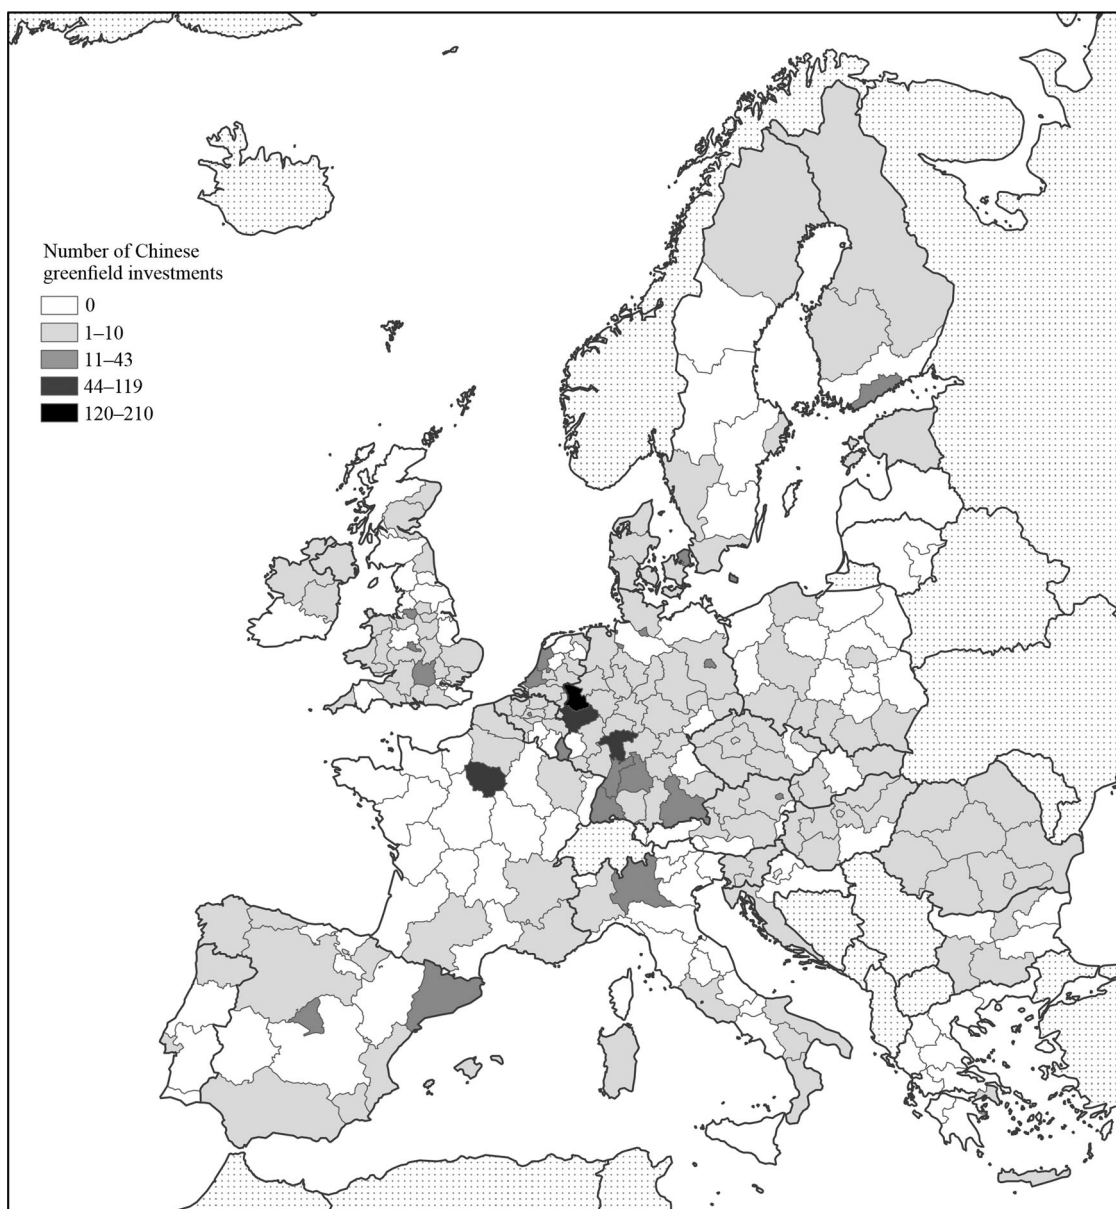 Number of Chinese
greenfield investments
0
1–10
11–43
44–119
120–210